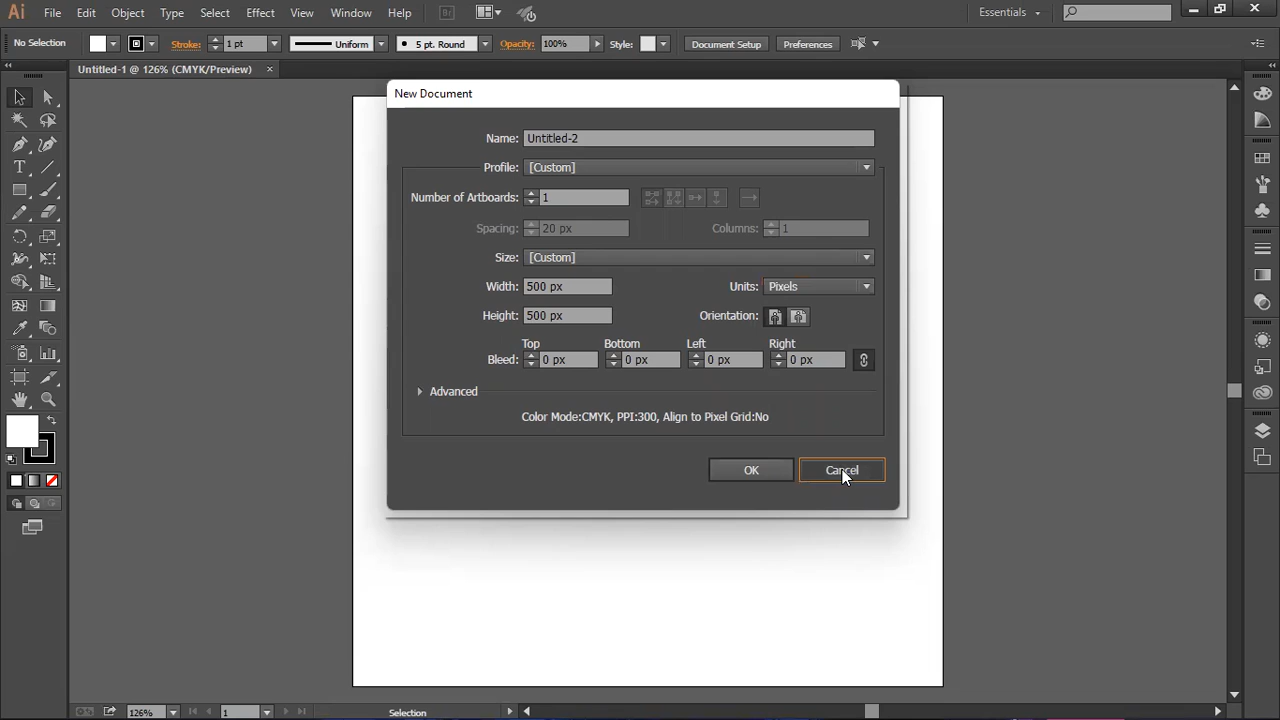 Ai File Edit Object Type Select Effect View Window Help Br Essentials
No Selection Stroke: 1 pt Uniform 5 pt. Round Opacity: 100% Style: Document Setup Preferences
Untitled-1 @ 126% (CMYK/Preview) ×
New Document
Name: Untitled-2
Profile: [Custom]
Number of Artboards: 1
Spacing: 20 px Columns: 1
Size: [Custom]
Width: 500 px Units: Pixels
Height: 500 px Orientation:
Top Bottom Left Right
Bleed: 0 px 0 px 0 px 0 px
Advanced
Color Mode:CMYK, PPI:300, Align to Pixel Grid:No
OK Cancel
126% 1 Selection